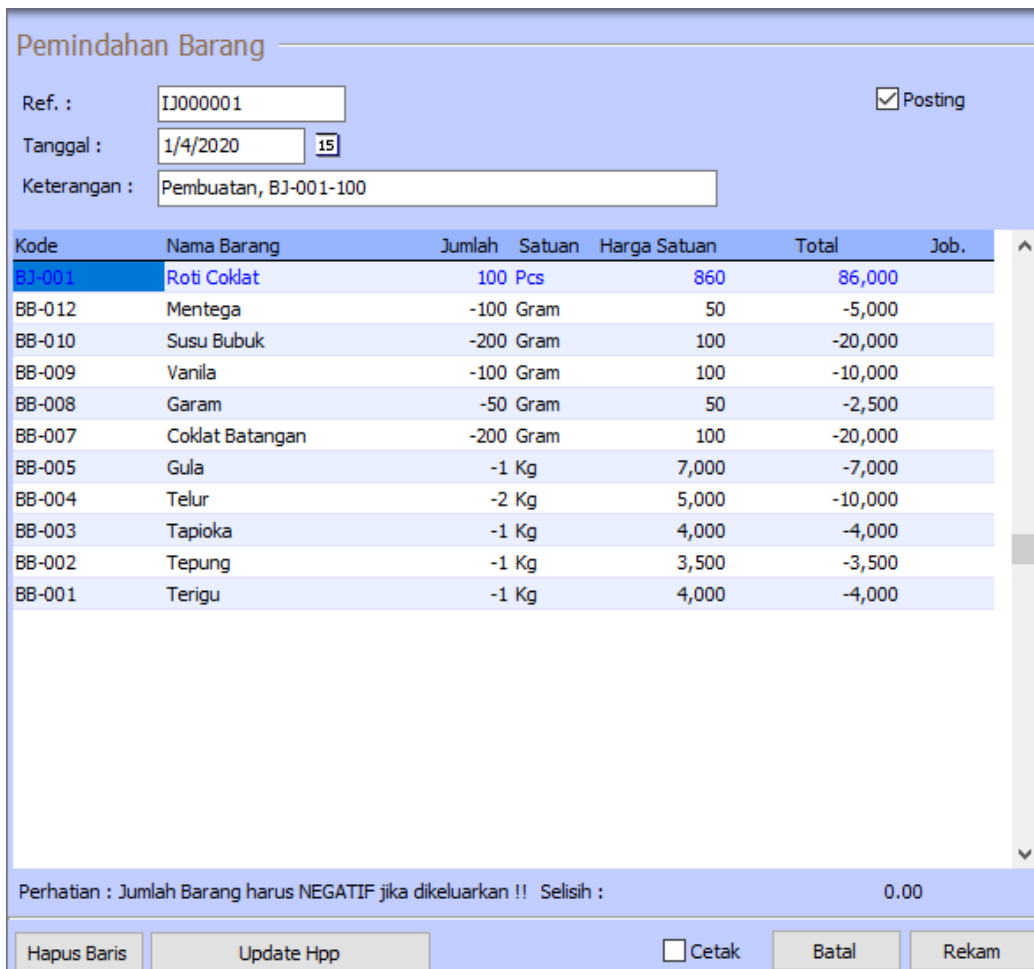 Pemindahan Barang
Ref. : IJ000001 Posting
Tanggal : 1/4/2020 15
Keterangan : Pembuatan, BJ-001-100
Kode Nama Barang Jumlah Satuan Harga Satuan Total Job.
BJ-001 Roti Coklat 100 Pcs 860 86,000
BB-012 Mentega -100 Gram 50 -5,000
BB-010 Susu Bubuk -200 Gram 100 -20,000
BB-009 Vanila -100 Gram 100 -10,000
BB-008 Garam -50 Gram 50 -2,500
BB-007 Coklat Batangan -200 Gram 100 -20,000
BB-005 Gula -1 Kg 7,000 -7,000
BB-004 Telur -2 Kg 5,000 -10,000
BB-003 Tapioka -1 Kg 4,000 -4,000
BB-002 Tepung -1 Kg 3,500 -3,500
BB-001 Terigu -1 Kg 4,000 -4,000
Perhatian : Jumlah Barang harus NEGATIF jika dikeluarkan !! Selisih : 0.00
Hapus Baris Update Hpp Cetak Batal Rekam